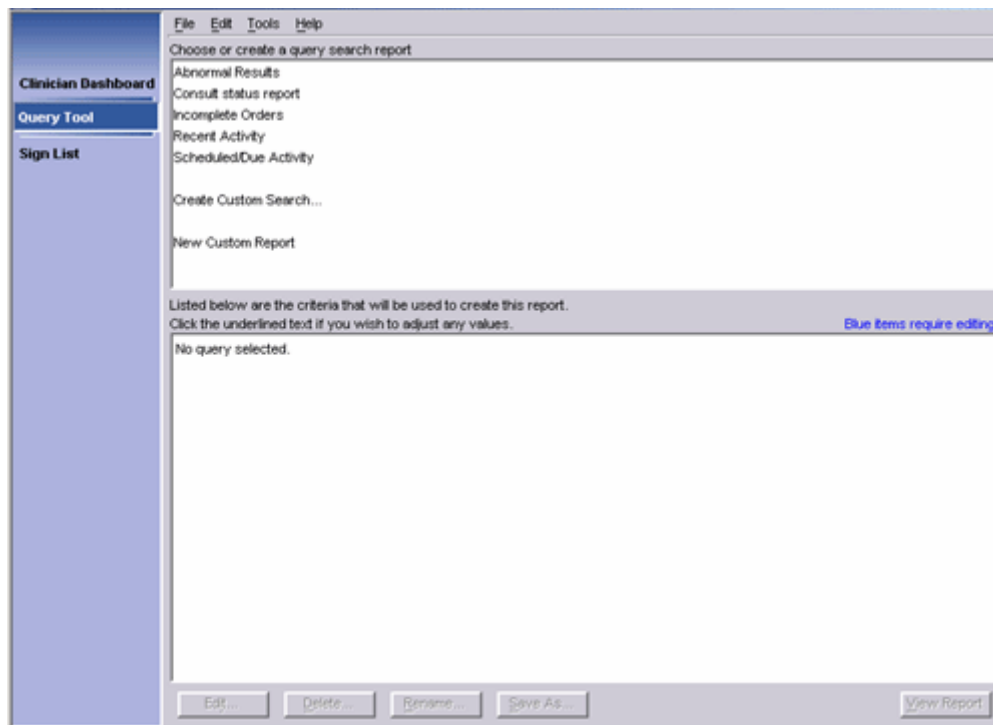 File Edit Tools Help
Choose or create a query search report
Clinician Dashboard
Query Tool
Sign List
Abnormal Results
Consult status report
Incomplete Orders
Recent Activity
Scheduled/Due Activity
Create Custom Search...
New Custom Report
Listed below are the criteria that will be used to create this report.
Click the underlined text if you wish to adjust any values.
Blue items require editing
No query selected.
Edit... Delete... Rename... Save As... View Report